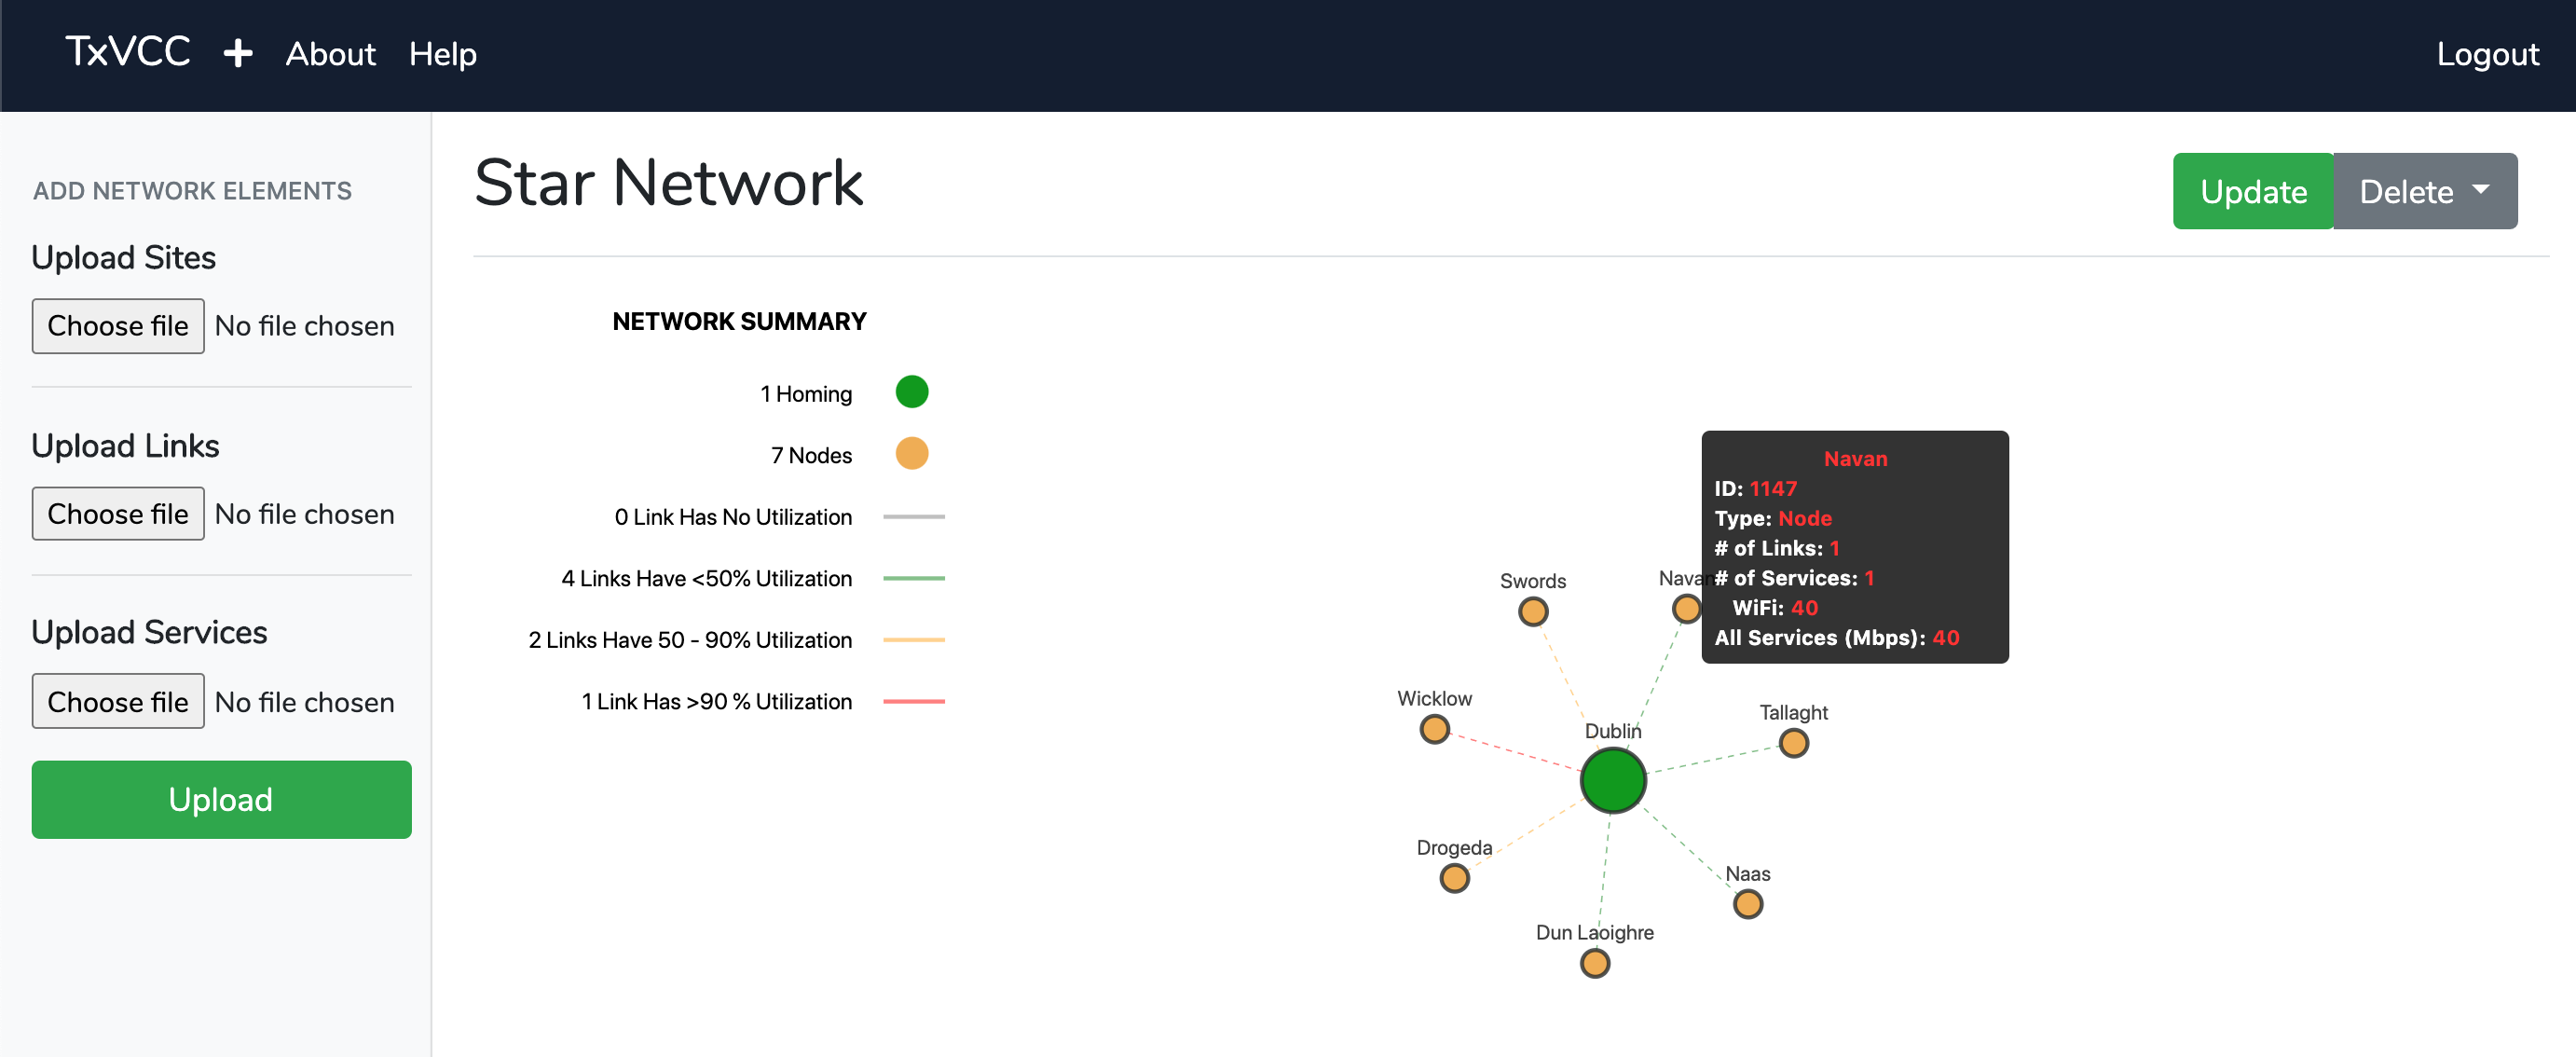 TxVCC + About Help Logout
ADD NETWORK ELEMENTS
Upload Sites
Choose file No file chosen
Upload Links
Choose file No file chosen
Upload Services
Choose file No file chosen
Upload
Star Network
Update Delete
NETWORK SUMMARY
1 Homing
7 Nodes
0 Link Has No Utilization
4 Links Have <50% Utilization
2 Links Have 50 - 90% Utilization
1 Link Has >90 % Utilization
Navan
ID: 1147
Type: Node
# of Links: 1
# of Services: 1
WiFi: 40
All Services (Mbps): 40
Swords
Navan
Wicklow
Tallaght
Dublin
Drogeda
Naas
Dun Laoighre